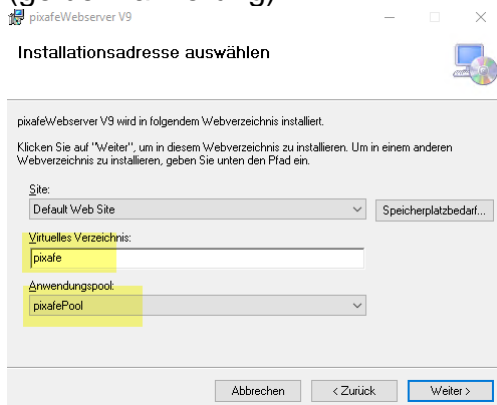 pixafeWebserver V9
Installationsadresse auswählen
pixafeWebserver V9 wird in folgendem Webverzeichnis installiert.
Klicken Sie auf "Weiter", um in diesem Webverzeichnis zu installieren. Um in einem anderen
Webverzeichnis zu installieren, geben Sie unten den Pfad ein.
Site:
Default Web Site
Speicherplatzbedarf...
Virtuelles Verzeichnis:
pixafe
Anwendungspool:
pixafePool
Abbrechen
< Zurück
Weiter >